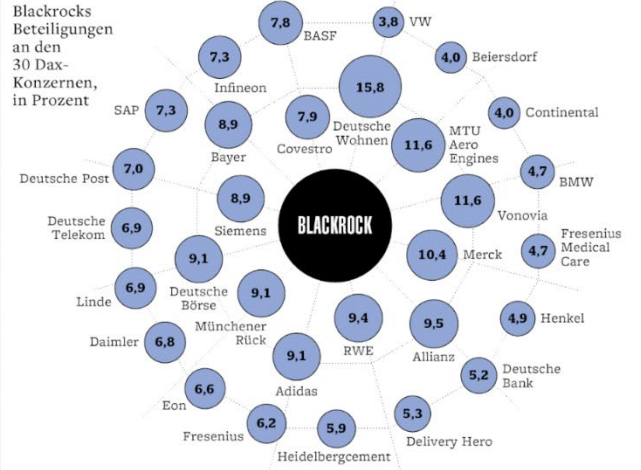 Blackrocks
Beteiligungen
an den
30 Dax-
Konzernen,
in Prozent
7,8
BASF
3,8
VW
4,0
Beiersdorf
7,3
Infineon
15,8
Deutsche
Wohnen
7,3
SAP
8,9
Bayer
7,9
Covestro
11,6
MTU
Aero
Engines
4,0
Continental
7,0
Deutsche Post
8,9
Siemens
BLACKROCK
11,6
Vonovia
4,7
BMW
6,9
Deutsche
Telekom
9,1
Deutsche
Börse
10,4
Merck
4,7
Fresenius
Medical
Care
6,9
Linde
9,1
Münchener
Rück
9,4
RWE
9,5
Allianz
4,9
Henkel
6,8
Daimler
9,1
Adidas
5,2
Deutsche
Bank
6,6
Eon
6,2
Fresenius
5,9
Heidelbergcement
5,3
Delivery Hero